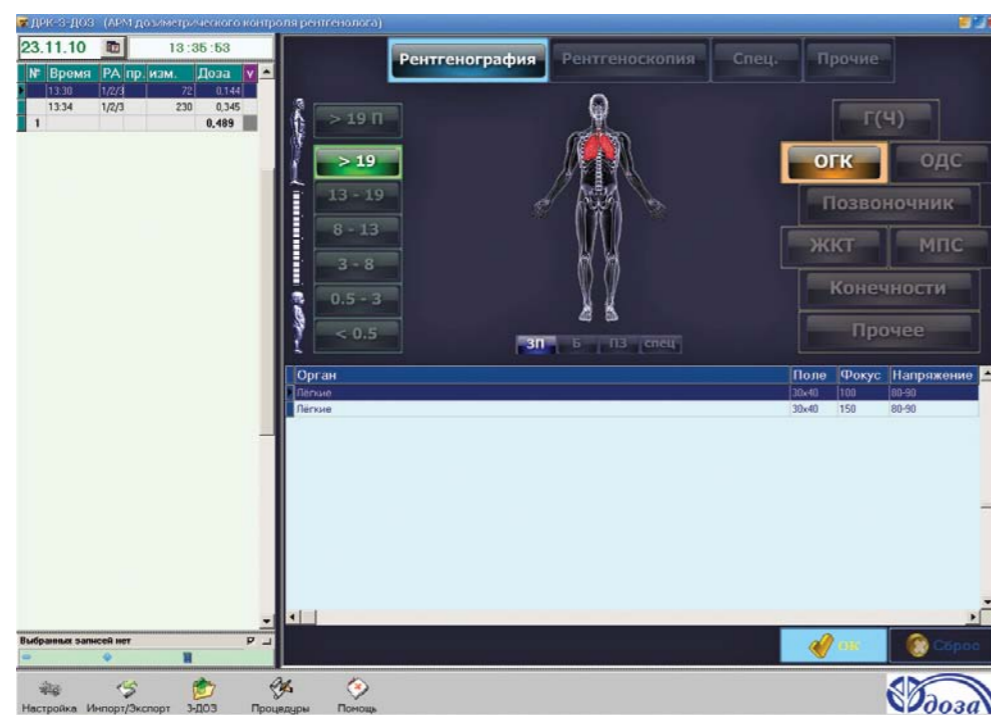 ДРК-3-ДОЗ (АРМ дозиметрического контроля рентгенолога)
23.11.10 13:35:53
№ Время РА пр. изм. Доза v
13:30 1/2/3 72 0,144
13:34 1/2/3 230 0,345
1 0,489
Выбранных записей нет
Рентгенография Рентгеноскопия Спец. Прочие
> 19 П
> 19
13 - 19
8 - 13
3 - 8
0.5 - 3
< 0.5
ЗП Б ПЗ спец
Г(Ч)
ОГК ОДС
Позвоночник
ЖКТ МПС
Конечности
Прочее
Орган Поле Фокус Напряжение
Легкие 30x40 100 80-90
Легкие 30x40 150 80-90
ОК Сброс
Настройка Импорт/Экспорт З-ДОЗ Процедуры Помощь
доза